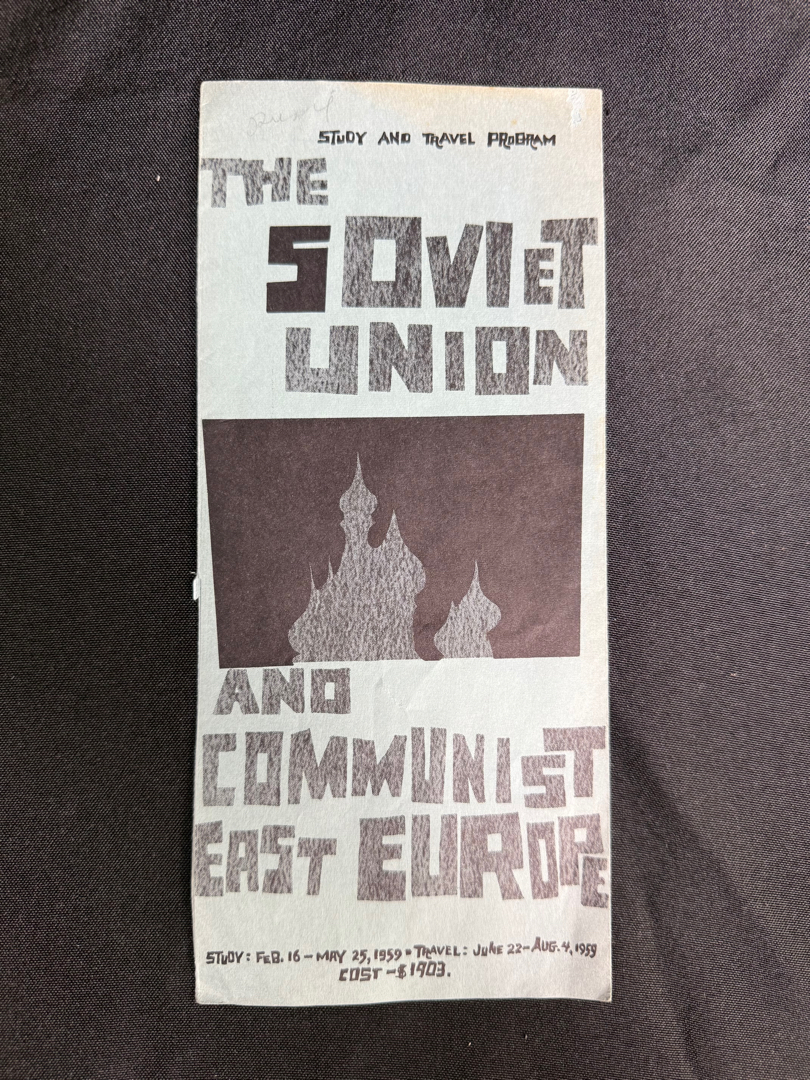 STUDY AND TRAVEL PROGRAM
THE
SOVIET
UNION
AND
COMMUNIST
EAST EUROPE
STUDY: FEB. 16 – MAY 25, 1959 • TRAVEL: JUNE 22 – AUG. 4, 1959
COST – $1903.